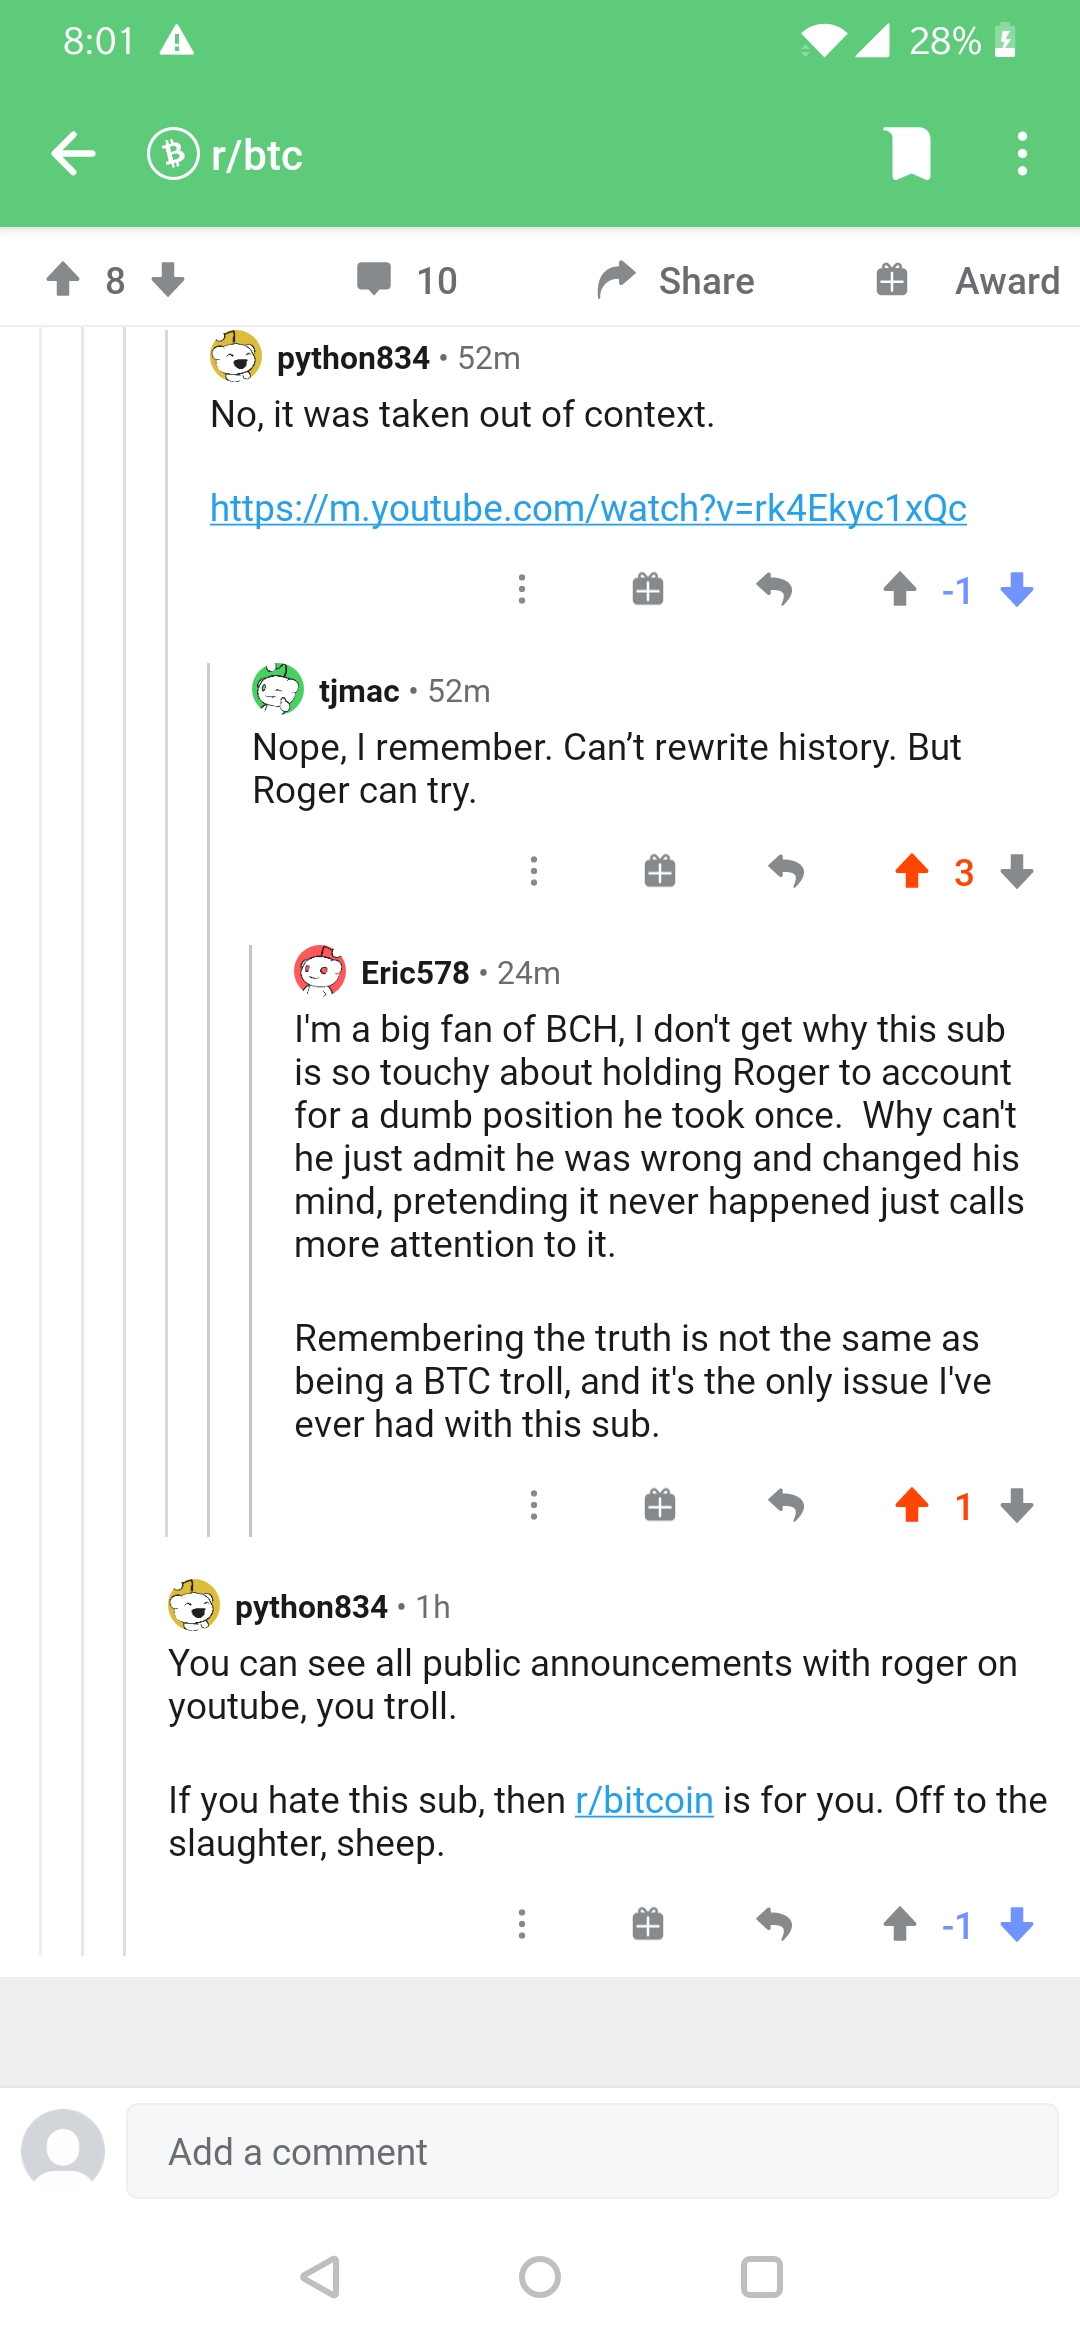 8:01
28%
r/btc
8
10
Share
Award
python834 • 52m
No, it was taken out of context.
https://m.youtube.com/watch?v=rk4Ekyc1xQc
-1
tjmac • 52m
Nope, I remember. Can’t rewrite history. But
Roger can try.
3
Eric578 • 24m
I'm a big fan of BCH, I don't get why this sub
is so touchy about holding Roger to account
for a dumb position he took once.  Why can't
he just admit he was wrong and changed his
mind, pretending it never happened just calls
more attention to it.
Remembering the truth is not the same as
being a BTC troll, and it's the only issue I've
ever had with this sub.
1
python834 • 1h
You can see all public announcements with roger on
youtube, you troll.
If you hate this sub, then r/bitcoin is for you. Off to the
slaughter, sheep.
-1
Add a comment